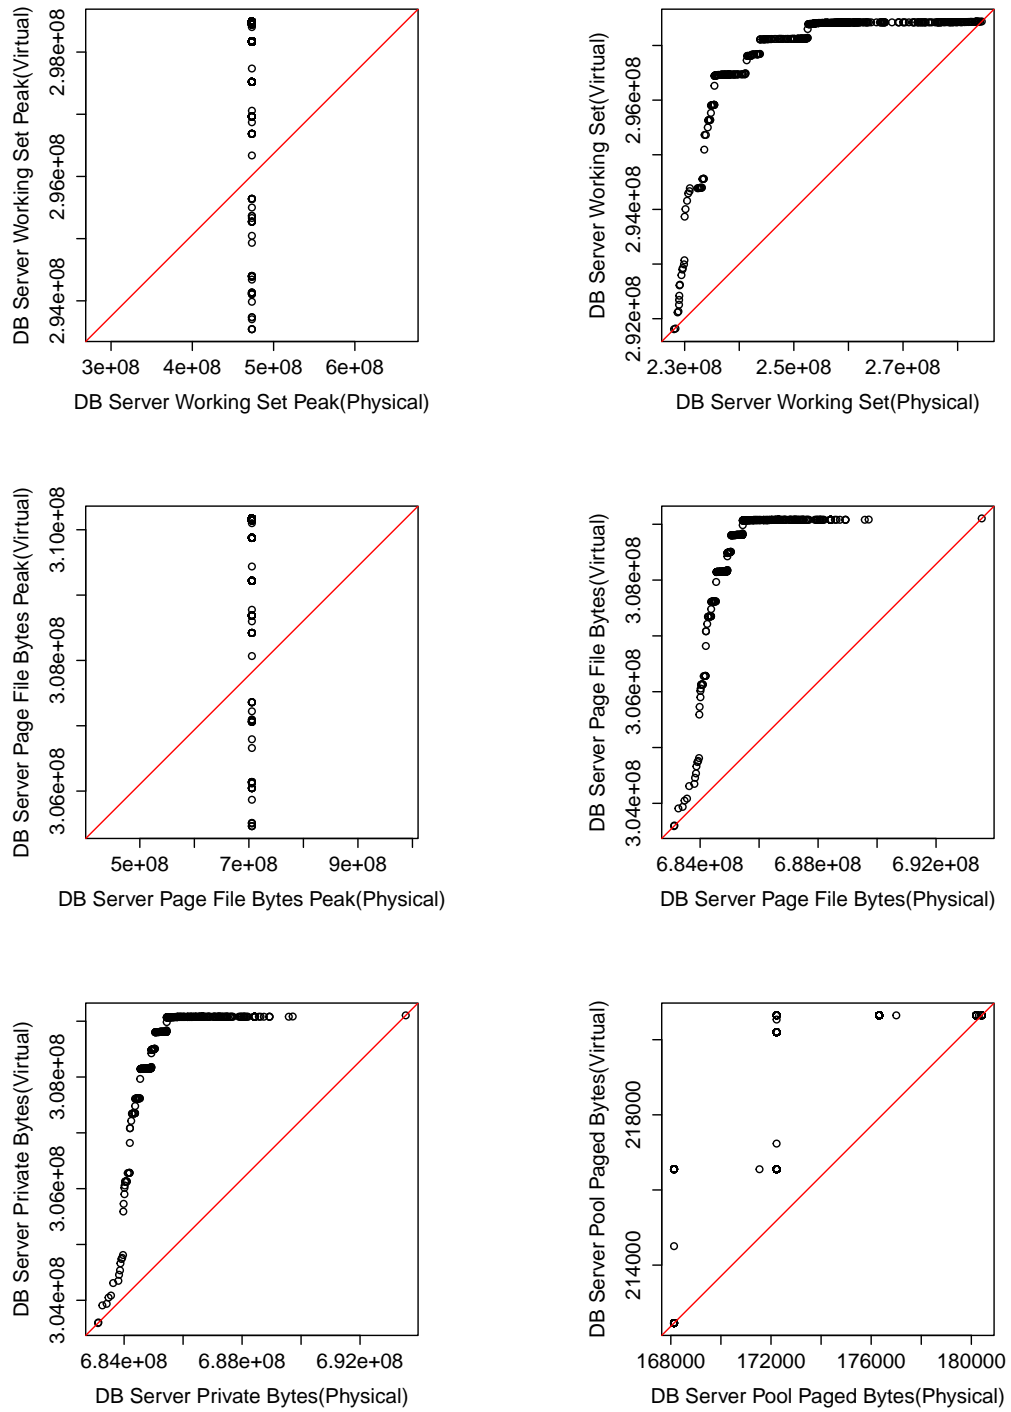 DB Server Working Set Peak(Virtual)
2.94e+08 2.96e+08 2.98e+08
3e+08 4e+08 5e+08 6e+08
DB Server Working Set Peak(Physical)
DB Server Working Set(Virtual)
2.92e+08 2.94e+08 2.96e+08
2.3e+08 2.5e+08 2.7e+08
DB Server Working Set(Physical)
DB Server Page File Bytes Peak(Virtual)
3.06e+08 3.08e+08 3.10e+08
5e+08 7e+08 9e+08
DB Server Page File Bytes Peak(Physical)
DB Server Page File Bytes(Virtual)
3.04e+08 3.06e+08 3.08e+08
6.84e+08 6.88e+08 6.92e+08
DB Server Page File Bytes(Physical)
DB Server Private Bytes(Virtual)
3.04e+08 3.06e+08 3.08e+08
6.84e+08 6.88e+08 6.92e+08
DB Server Private Bytes(Physical)
DB Server Pool Paged Bytes(Virtual)
214000 218000
168000 172000 176000 180000
DB Server Pool Paged Bytes(Physical)